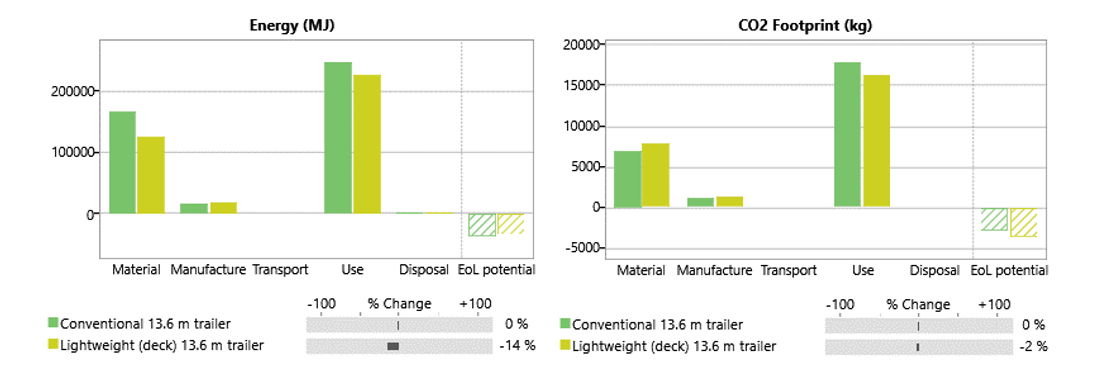 Energy (MJ)
200000
100000
0
Material Manufacture Transport Use Disposal EoL potential
-100 % Change +100
Conventional 13.6 m trailer 0 %
Lightweight (deck) 13.6 m trailer -14 %
CO2 Footprint (kg)
20000
15000
10000
5000
0
-5000
Material Manufacture Transport Use Disposal EoL potential
-100 % Change +100
Conventional 13.6 m trailer 0 %
Lightweight (deck) 13.6 m trailer -2 %